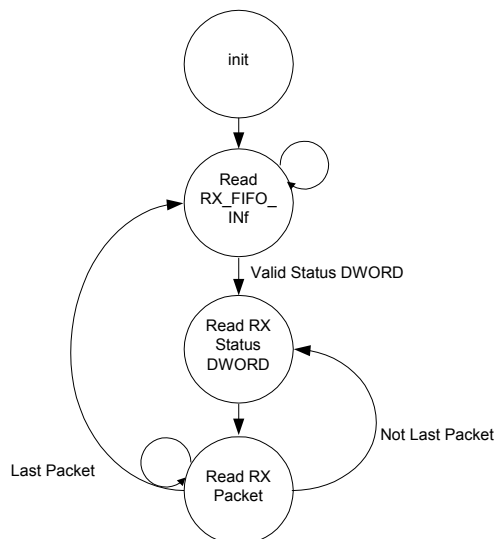 init
Read
RX_FIFO_
INf
Valid Status DWORD
Read RX
Status
DWORD
Not Last Packet
Last Packet
Read RX
Packet